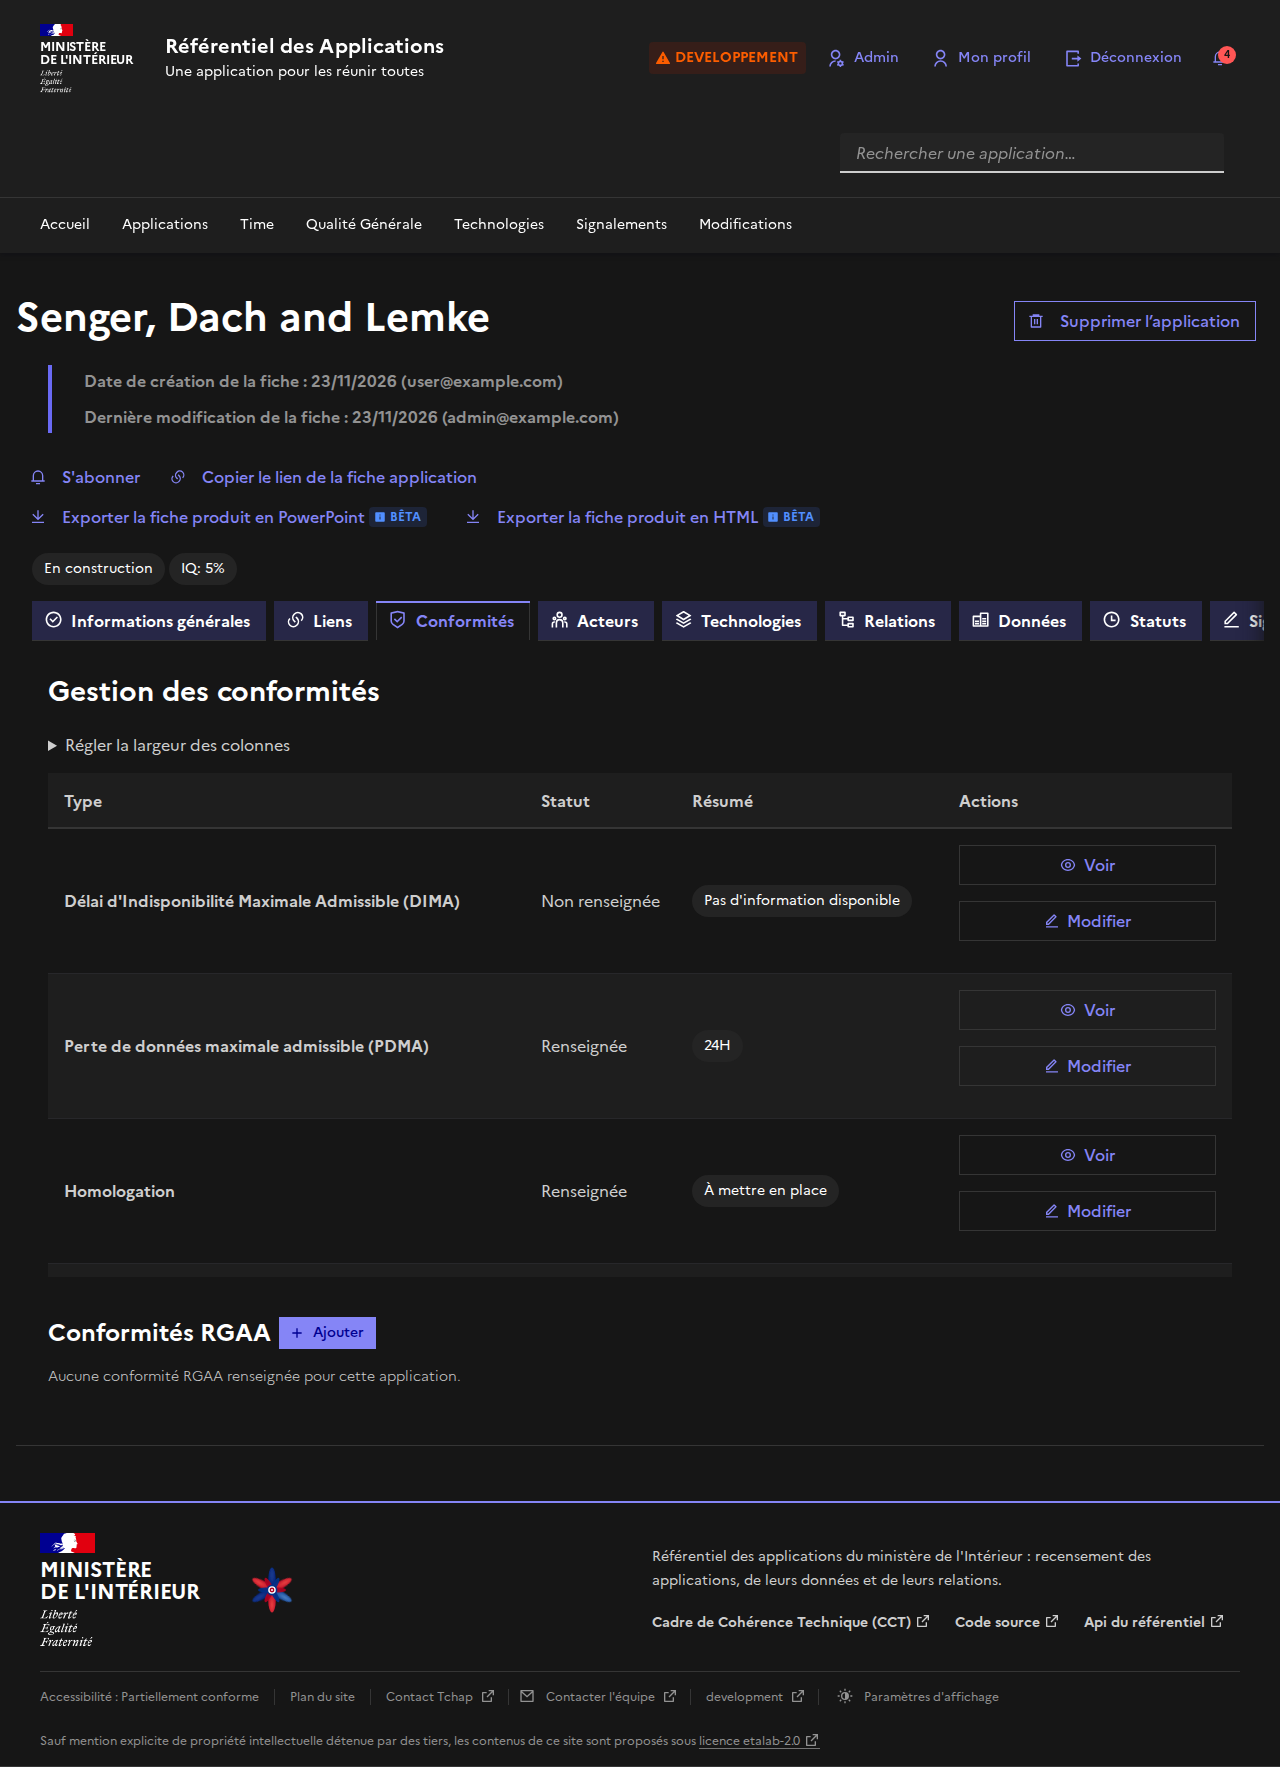 MINISTÈRE
DE L'INTÉRIEUR
Liberté
Égalité
Fraternité
Référentiel des Applications
Une application pour les réunir toutes
DEVELOPPEMENT
Admin
Mon profil
Déconnexion
4
Rechercher une application…
Accueil
Applications
Time
Qualité Générale
Technologies
Signalements
Modifications
Senger, Dach and Lemke
Supprimer l’application
Date de création de la fiche : 23/11/2026 (user@example.com)
Dernière modification de la fiche : 23/11/2026 (admin@example.com)
S'abonner
Copier le lien de la fiche application
Exporter la fiche produit en PowerPoint BÊTA
Exporter la fiche produit en HTML BÊTA
En construction
IQ: 5%
Informations générales
Liens
Conformités
Acteurs
Technologies
Relations
Données
Statuts
Gestion des conformités
Régler la largeur des colonnes
Type Statut Résumé Actions
Délai d'Indisponibilité Maximale Admissible (DIMA) Non renseignée Pas d'information disponible
Voir
Modifier
Perte de données maximale admissible (PDMA) Renseignée 24H
Voir
Modifier
Homologation Renseignée À mettre en place
Voir
Modifier
Conformités RGAA
Ajouter
Aucune conformité RGAA renseignée pour cette application.
MINISTÈRE
DE L'INTÉRIEUR
Liberté
Égalité
Fraternité
Référentiel des applications du ministère de l'Intérieur : recensement des
applications, de leurs données et de leurs relations.
Cadre de Cohérence Technique (CCT)
Code source
Api du référentiel
Accessibilité : Partiellement conforme
Plan du site
Contact Tchap
Contacter l'équipe
development
Paramètres d'affichage
Sauf mention explicite de propriété intellectuelle détenue par des tiers, les contenus de ce site sont proposés sous licence etalab-2.0